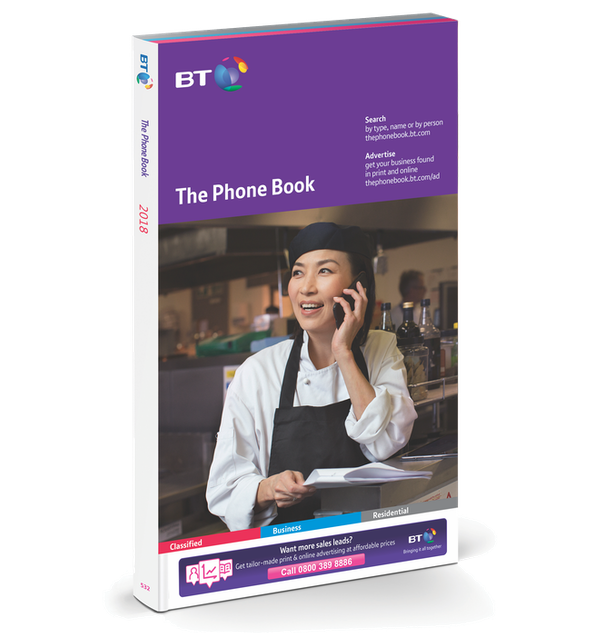 BT
The Phone Book
2018
532
BT
Search
by type, name or by person
thephonebook.bt.com
Advertise
get your business found
in print and online
thephonebook.bt.com/ad
The Phone Book
Classified
Business
Residential
Want more sales leads?
Get tailor-made print & online advertising at affordable prices
Call 0800 389 8886
BT
Bringing it all together